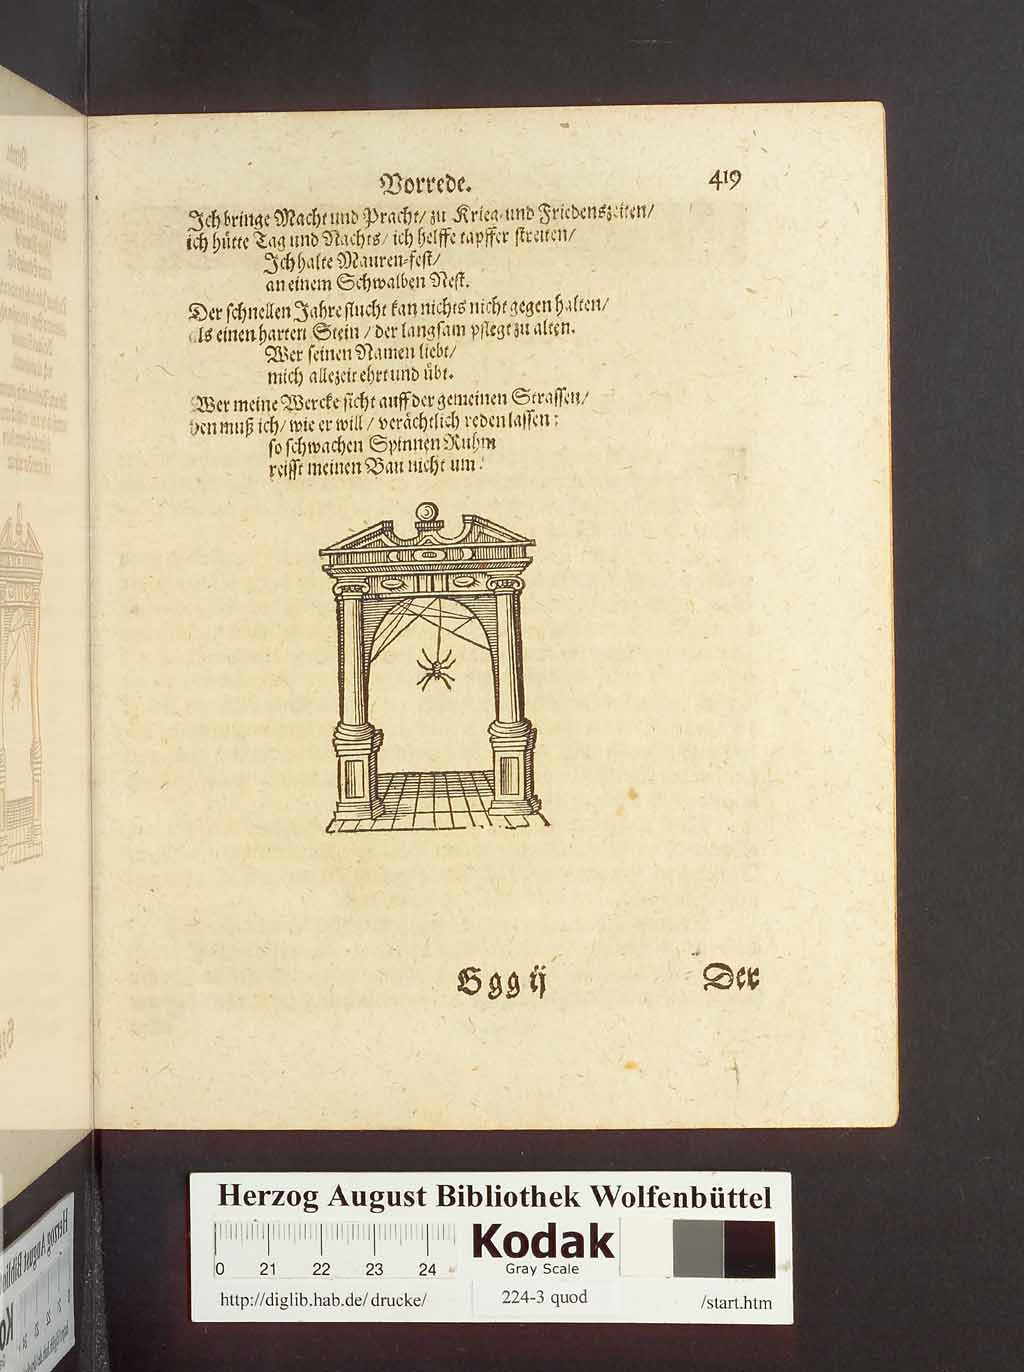 Vorrede. 419
Ich bringe Macht und Pracht/ zu Krieg-und Friedenszeiten/
ich hütte Tag und Nachts/ ich helffe tapffer streiten/
Ich halte Mauren-fest/
an einem Schwalben Nest.
Der schnellen Jahre flucht kan nichts nicht gegen halten/
als einen harten Stein/ der langsam pflegt zu alten.
Wer seinen Namen liebt/
mich allezeit ehrt und übt.
Wer meine Wercke sicht auff der gemeinen Strassen/
den muß ich/ wie er will/ verächtlich reden lassen:
so schwachen Spinnen Ruhm
reisst meinen Bau nicht um.
Ggg ij Der
Herzog August Bibliothek Wolfenbüttel
0 21 22 23 24
Kodak
Gray Scale
http://diglib.hab.de/drucke/ 224-3 quod /start.htm